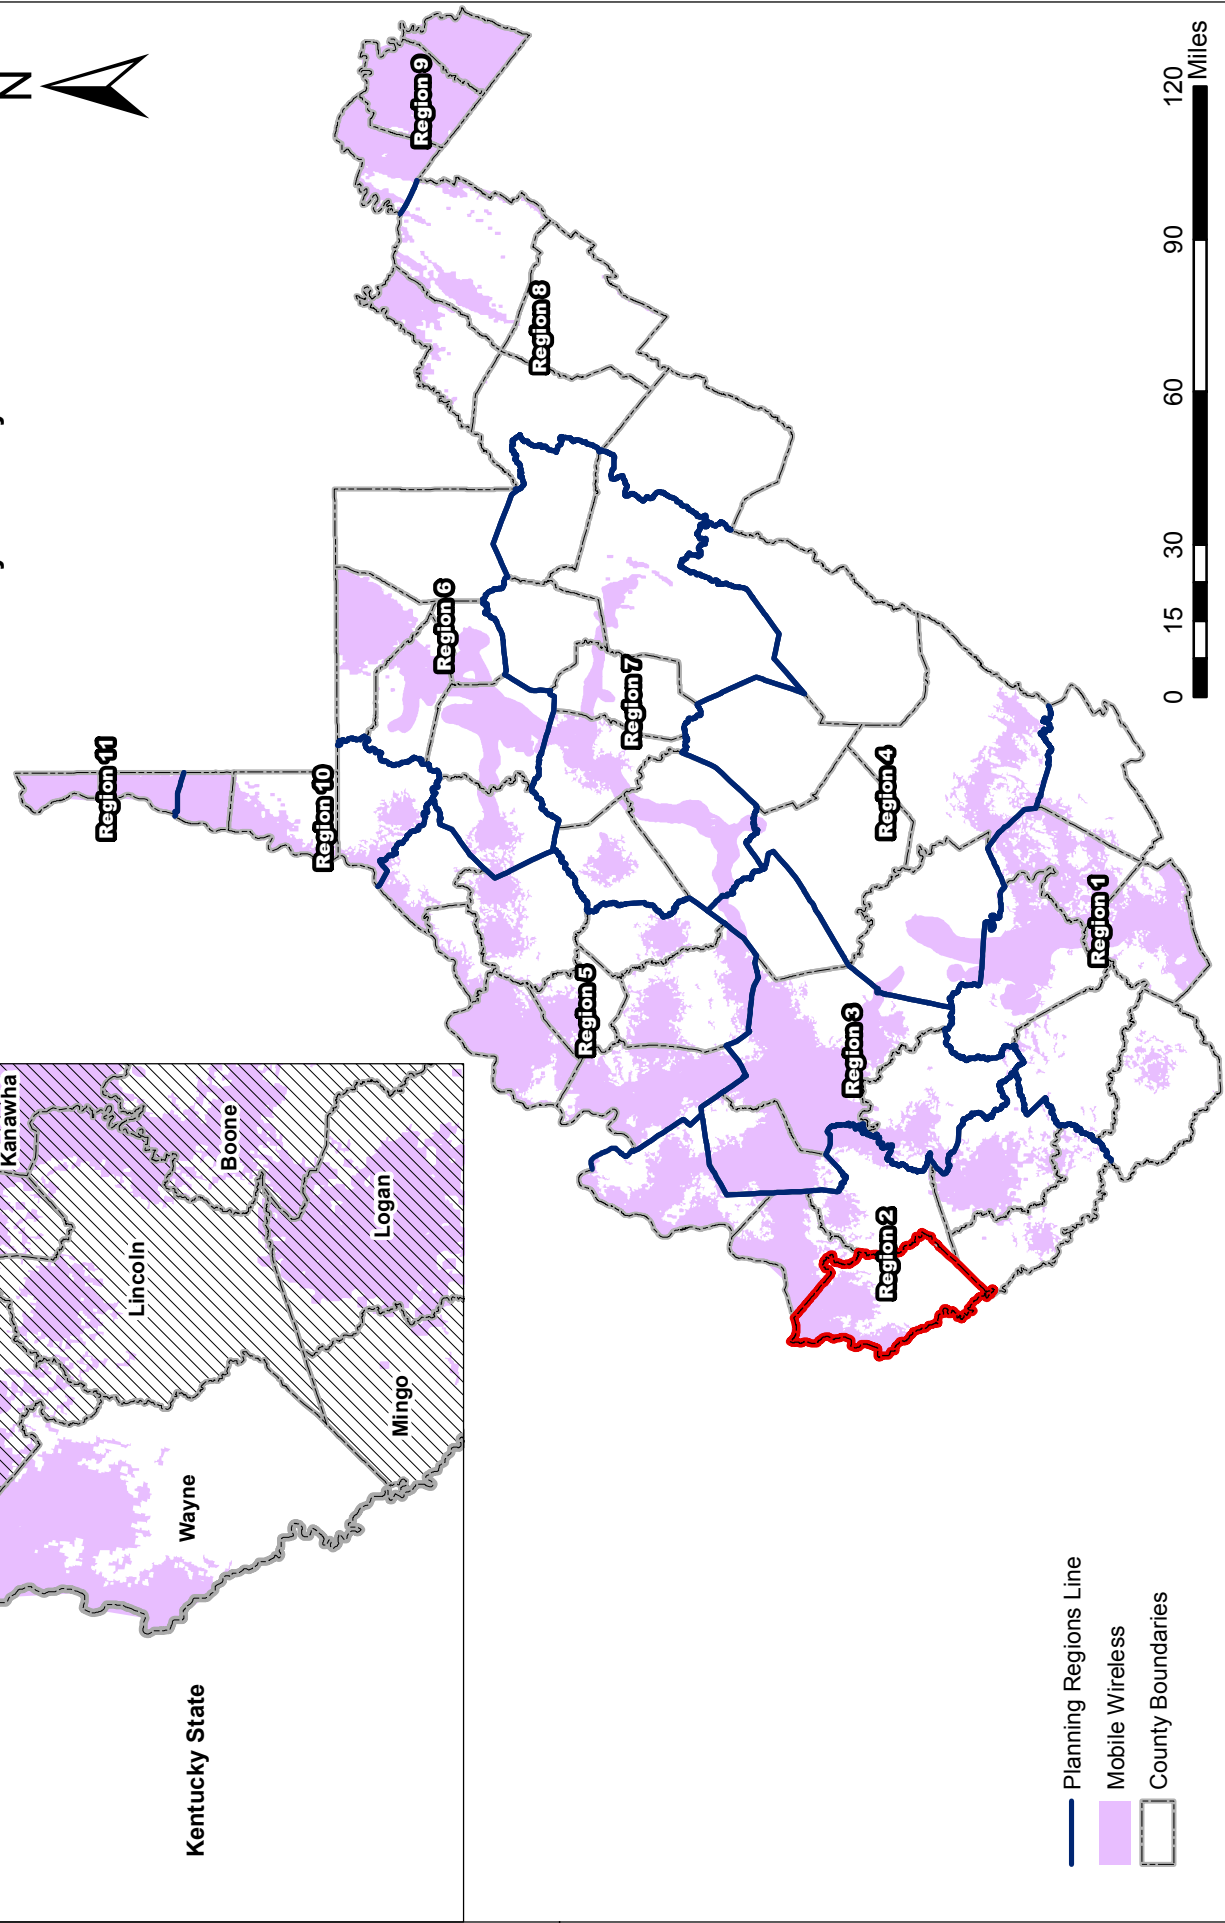 N
Kanawha
Boone
Lincoln
Logan
Mingo
Wayne
Kentucky State
Region 11
Region 10
Region 9
Region 8
Region 6
Region 7
Region 5
Region 4
Region 3
Region 2
Region 1
Planning Regions Line
Mobile Wireless
County Boundaries
0 15 30 60 90 120
Miles